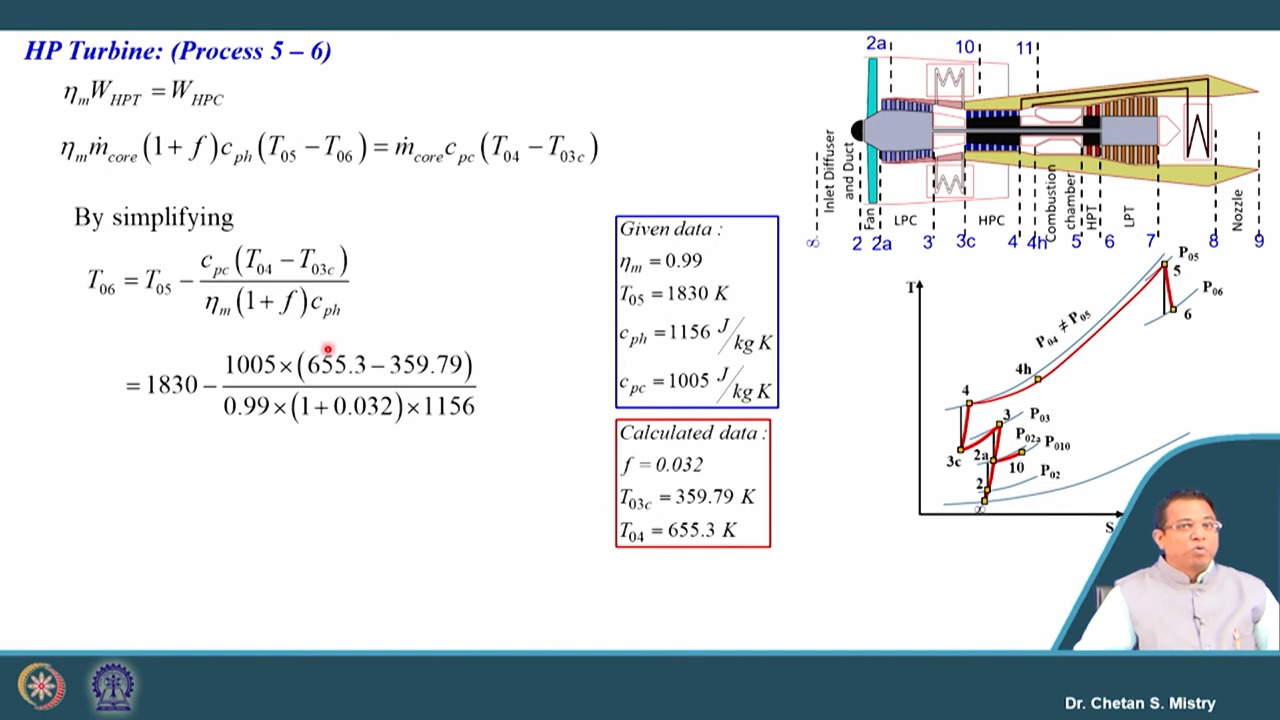 HP Turbine: (Process 5 – 6)
η_m W_HPT = W_HPC
η_m ṁ_core (1 + f) c_ph (T_05 − T_06) = ṁ_core c_pc (T_04 − T_03c)
By simplifying
T_06 = T_05 − c_pc (T_04 − T_03c) / η_m (1 + f) c_ph
= 1830 − 1005 × (655.3 − 359.79) / 0.99 × (1 + 0.032) × 1156
Given data :
η_m = 0.99
T_05 = 1830 K
c_ph = 1156 J/kg K
c_pc = 1005 J/kg K
Calculated data :
f = 0.032
T_03c = 359.79 K
T_04 = 655.3 K
2a 10 11
Inlet Diffuser
and Duct
Fan
LPC
HPC
Combustion
chamber
HPT
LPT
Nozzle
∞ 2 2a 3 3c 4 4h 5 6 7 8 9
T
P_05
5
P_06
6
P_04 ≠ P_05
4h
4
3
P_03
P_02a
P_010
3c
2a
10
P_02
2
∞
S
Dr. Chetan S. Mistry